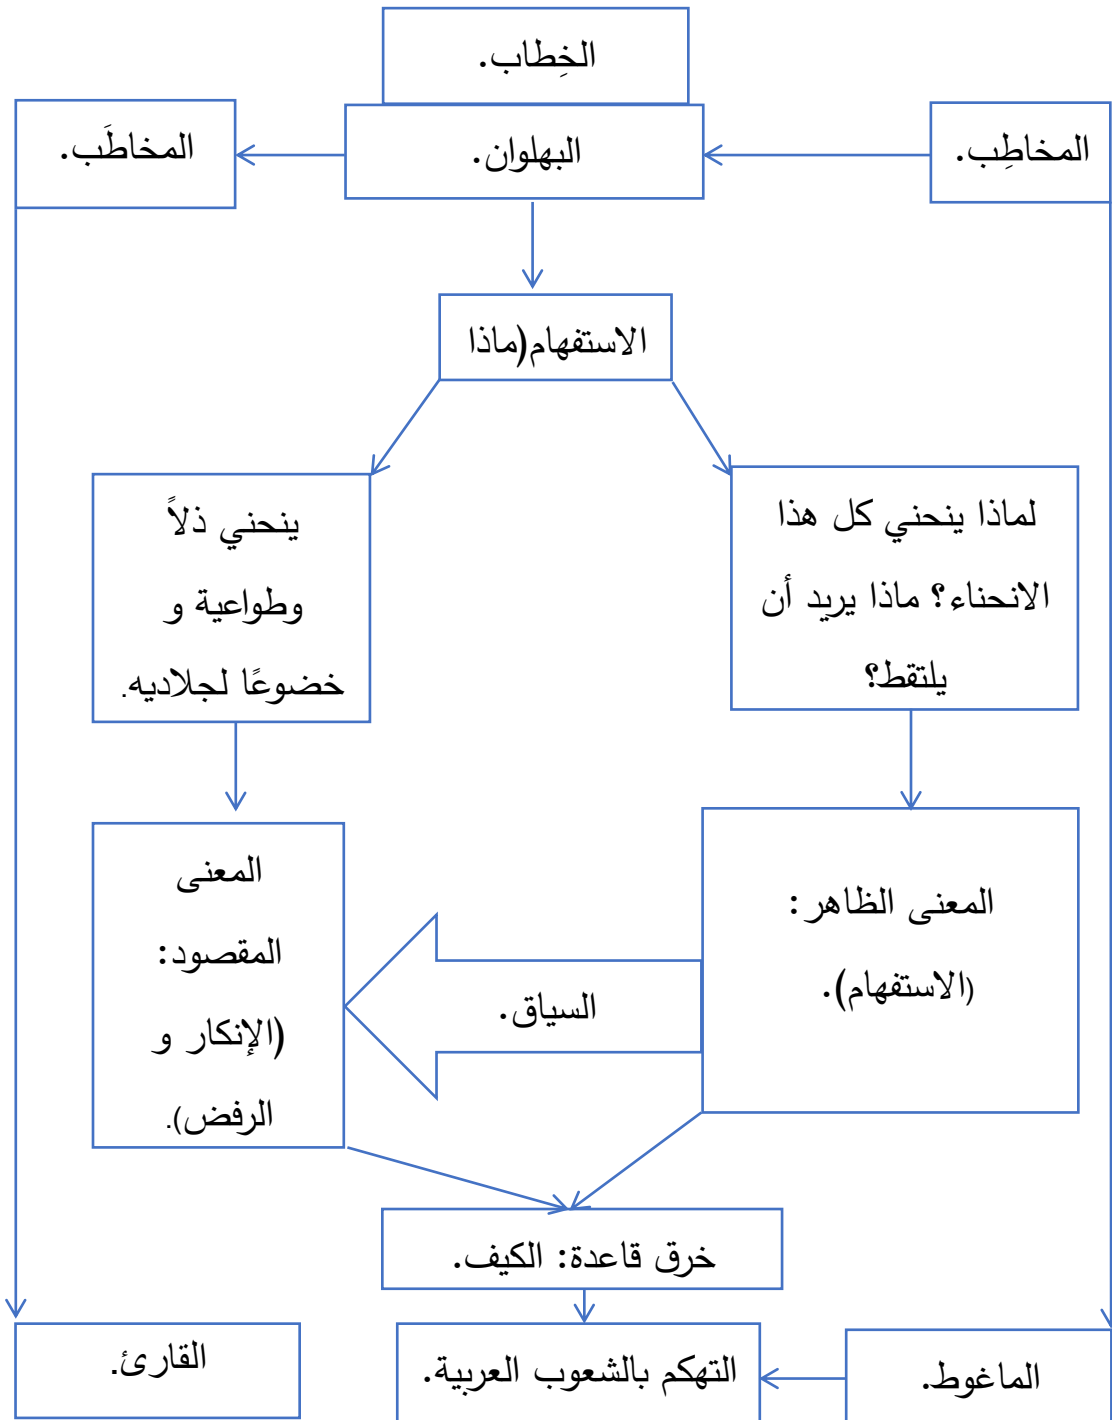 الخِطاب.
المخاطِب.
البهلوان.
المخاطَب.
الاستفهام(ماذا
لماذا ينحني كل هذا
الانحناء؟ ماذا يريد أن
يلتقط؟
ينحني ذلاً
وطواعية و
خضوعًا لجلاديه.
المعنى الظاهر:
(الاستفهام).
السياق.
المعنى
المقصود:
(الإنكار و
الرفض).
خرق قاعدة: الكيف.
الماغوط.
التهكم بالشعوب العربية.
القارئ.